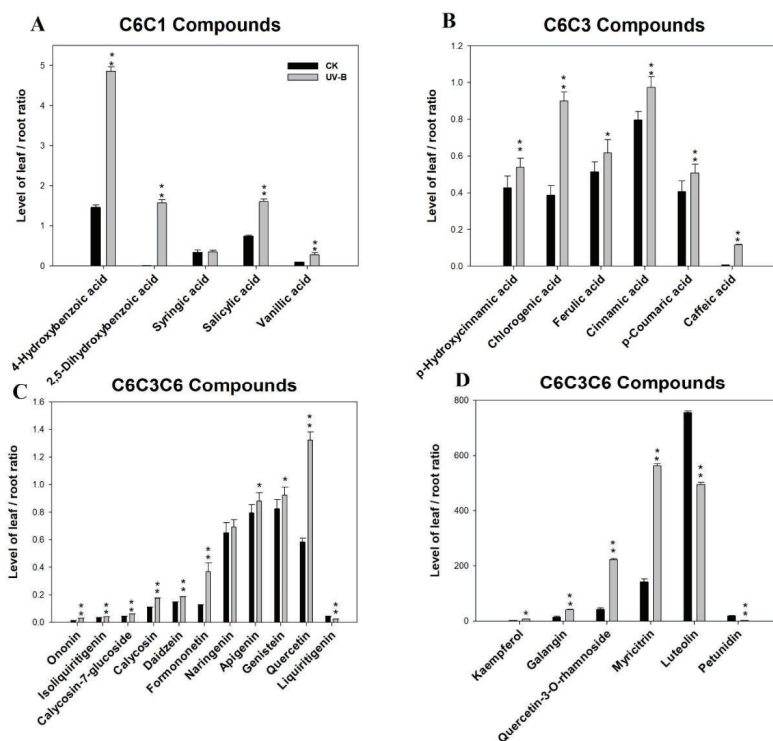 A
C6C1 Compounds
Level of leaf / root ratio
5
4
3
2
1
0
**
**
**
**
CK
UV-B
4-Hydroxybenzoic acid
2,5-Dihydroxybenzoic acid
Syringic acid
Salicylic acid
Vanillic acid
B
C6C3 Compounds
Level of leaf / root ratio
1.2
1.0
0.8
0.6
0.4
0.2
0.0
**
**
*
**
**
**
p-Hydroxycinnamic acid
Chlorogenic acid
Ferulic acid
Cinnamic acid
p-Coumaric acid
Caffeic acid
C
C6C3C6 Compounds
Level of leaf / root ratio
1.6
1.4
1.2
1.0
0.8
0.6
0.4
0.2
0.0
**
**
**
**
**
**
*
*
**
**
Ononin
Isoliquiritigenin
Calycosin-7-glucoside
Calycosin
Daidzein
Formononetin
Naringenin
Apigenin
Genistein
Quercetin
Liquiritigenin
D
C6C3C6 Compounds
Level of leaf / root ratio
800
600
400
200
0
*
**
**
**
**
**
Kaempferol
Galangin
Quercetin-3-O-rhamnoside
Myricitrin
Luteolin
Petunidin